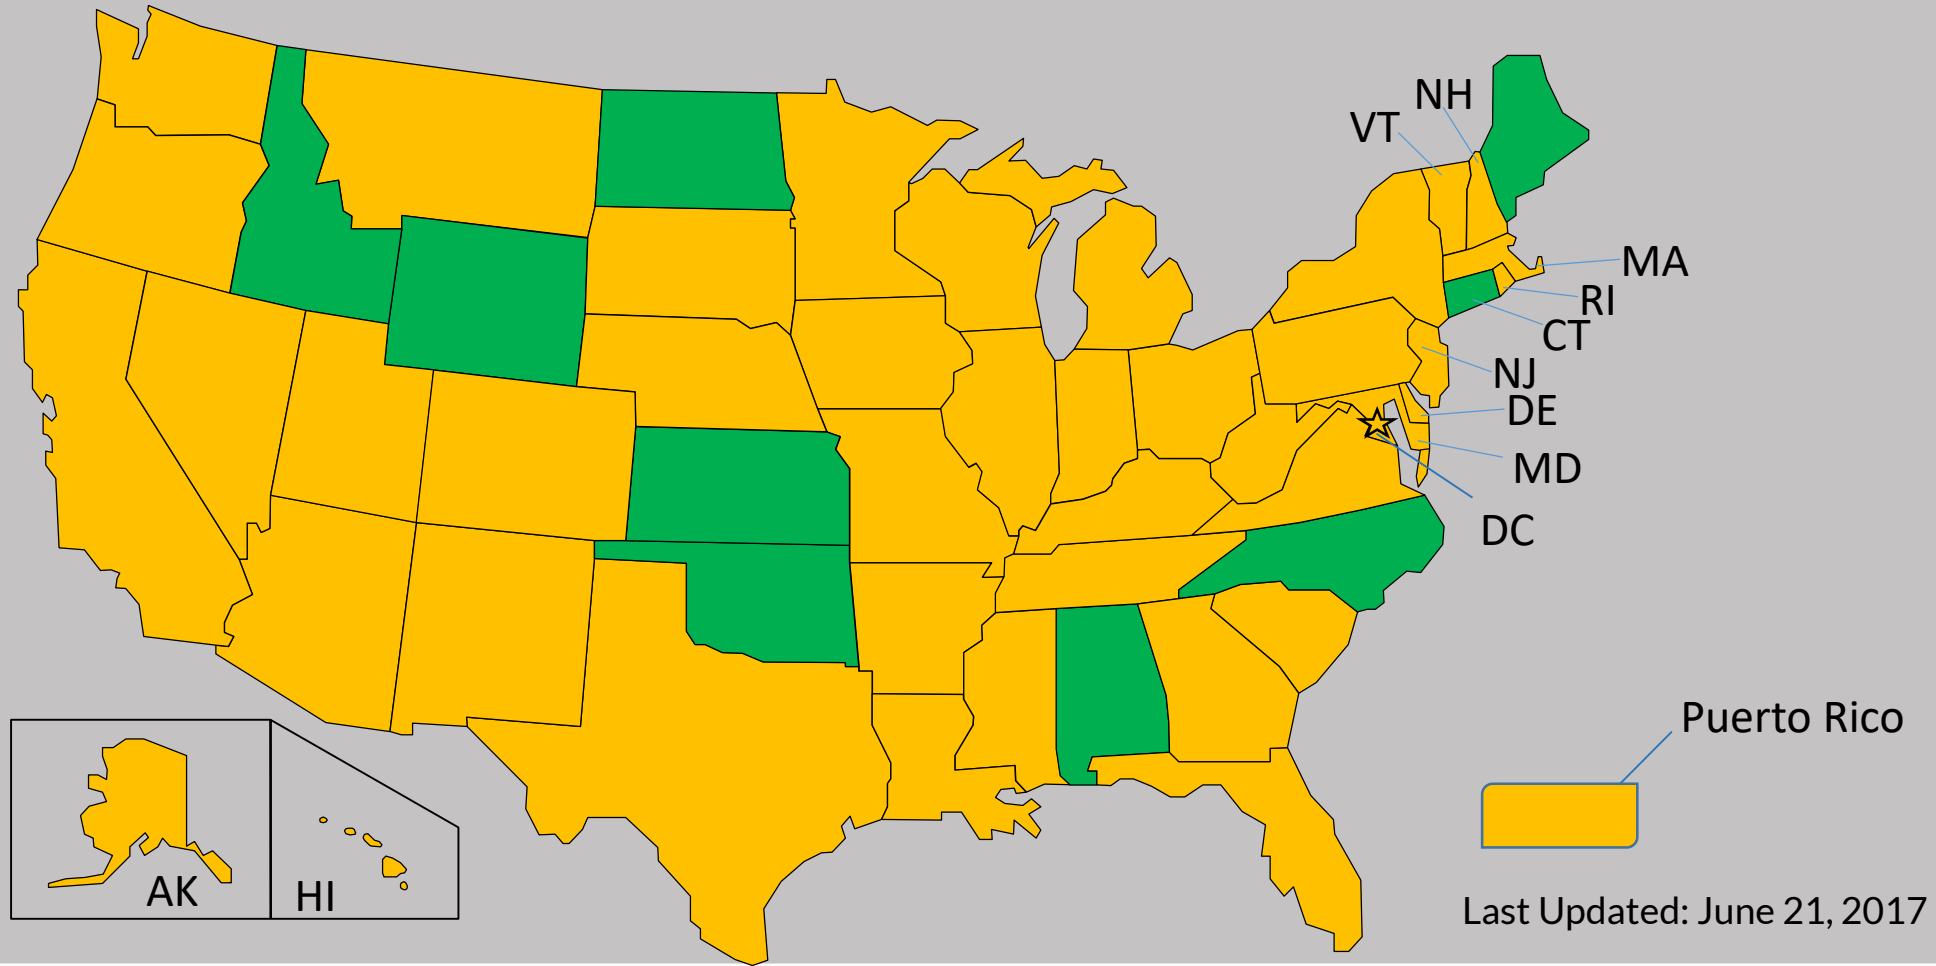 NH
VT
MA
RI
CT
NJ
DE
MD
DC
Puerto Rico
AK
HI
Last Updated: June 21, 2017